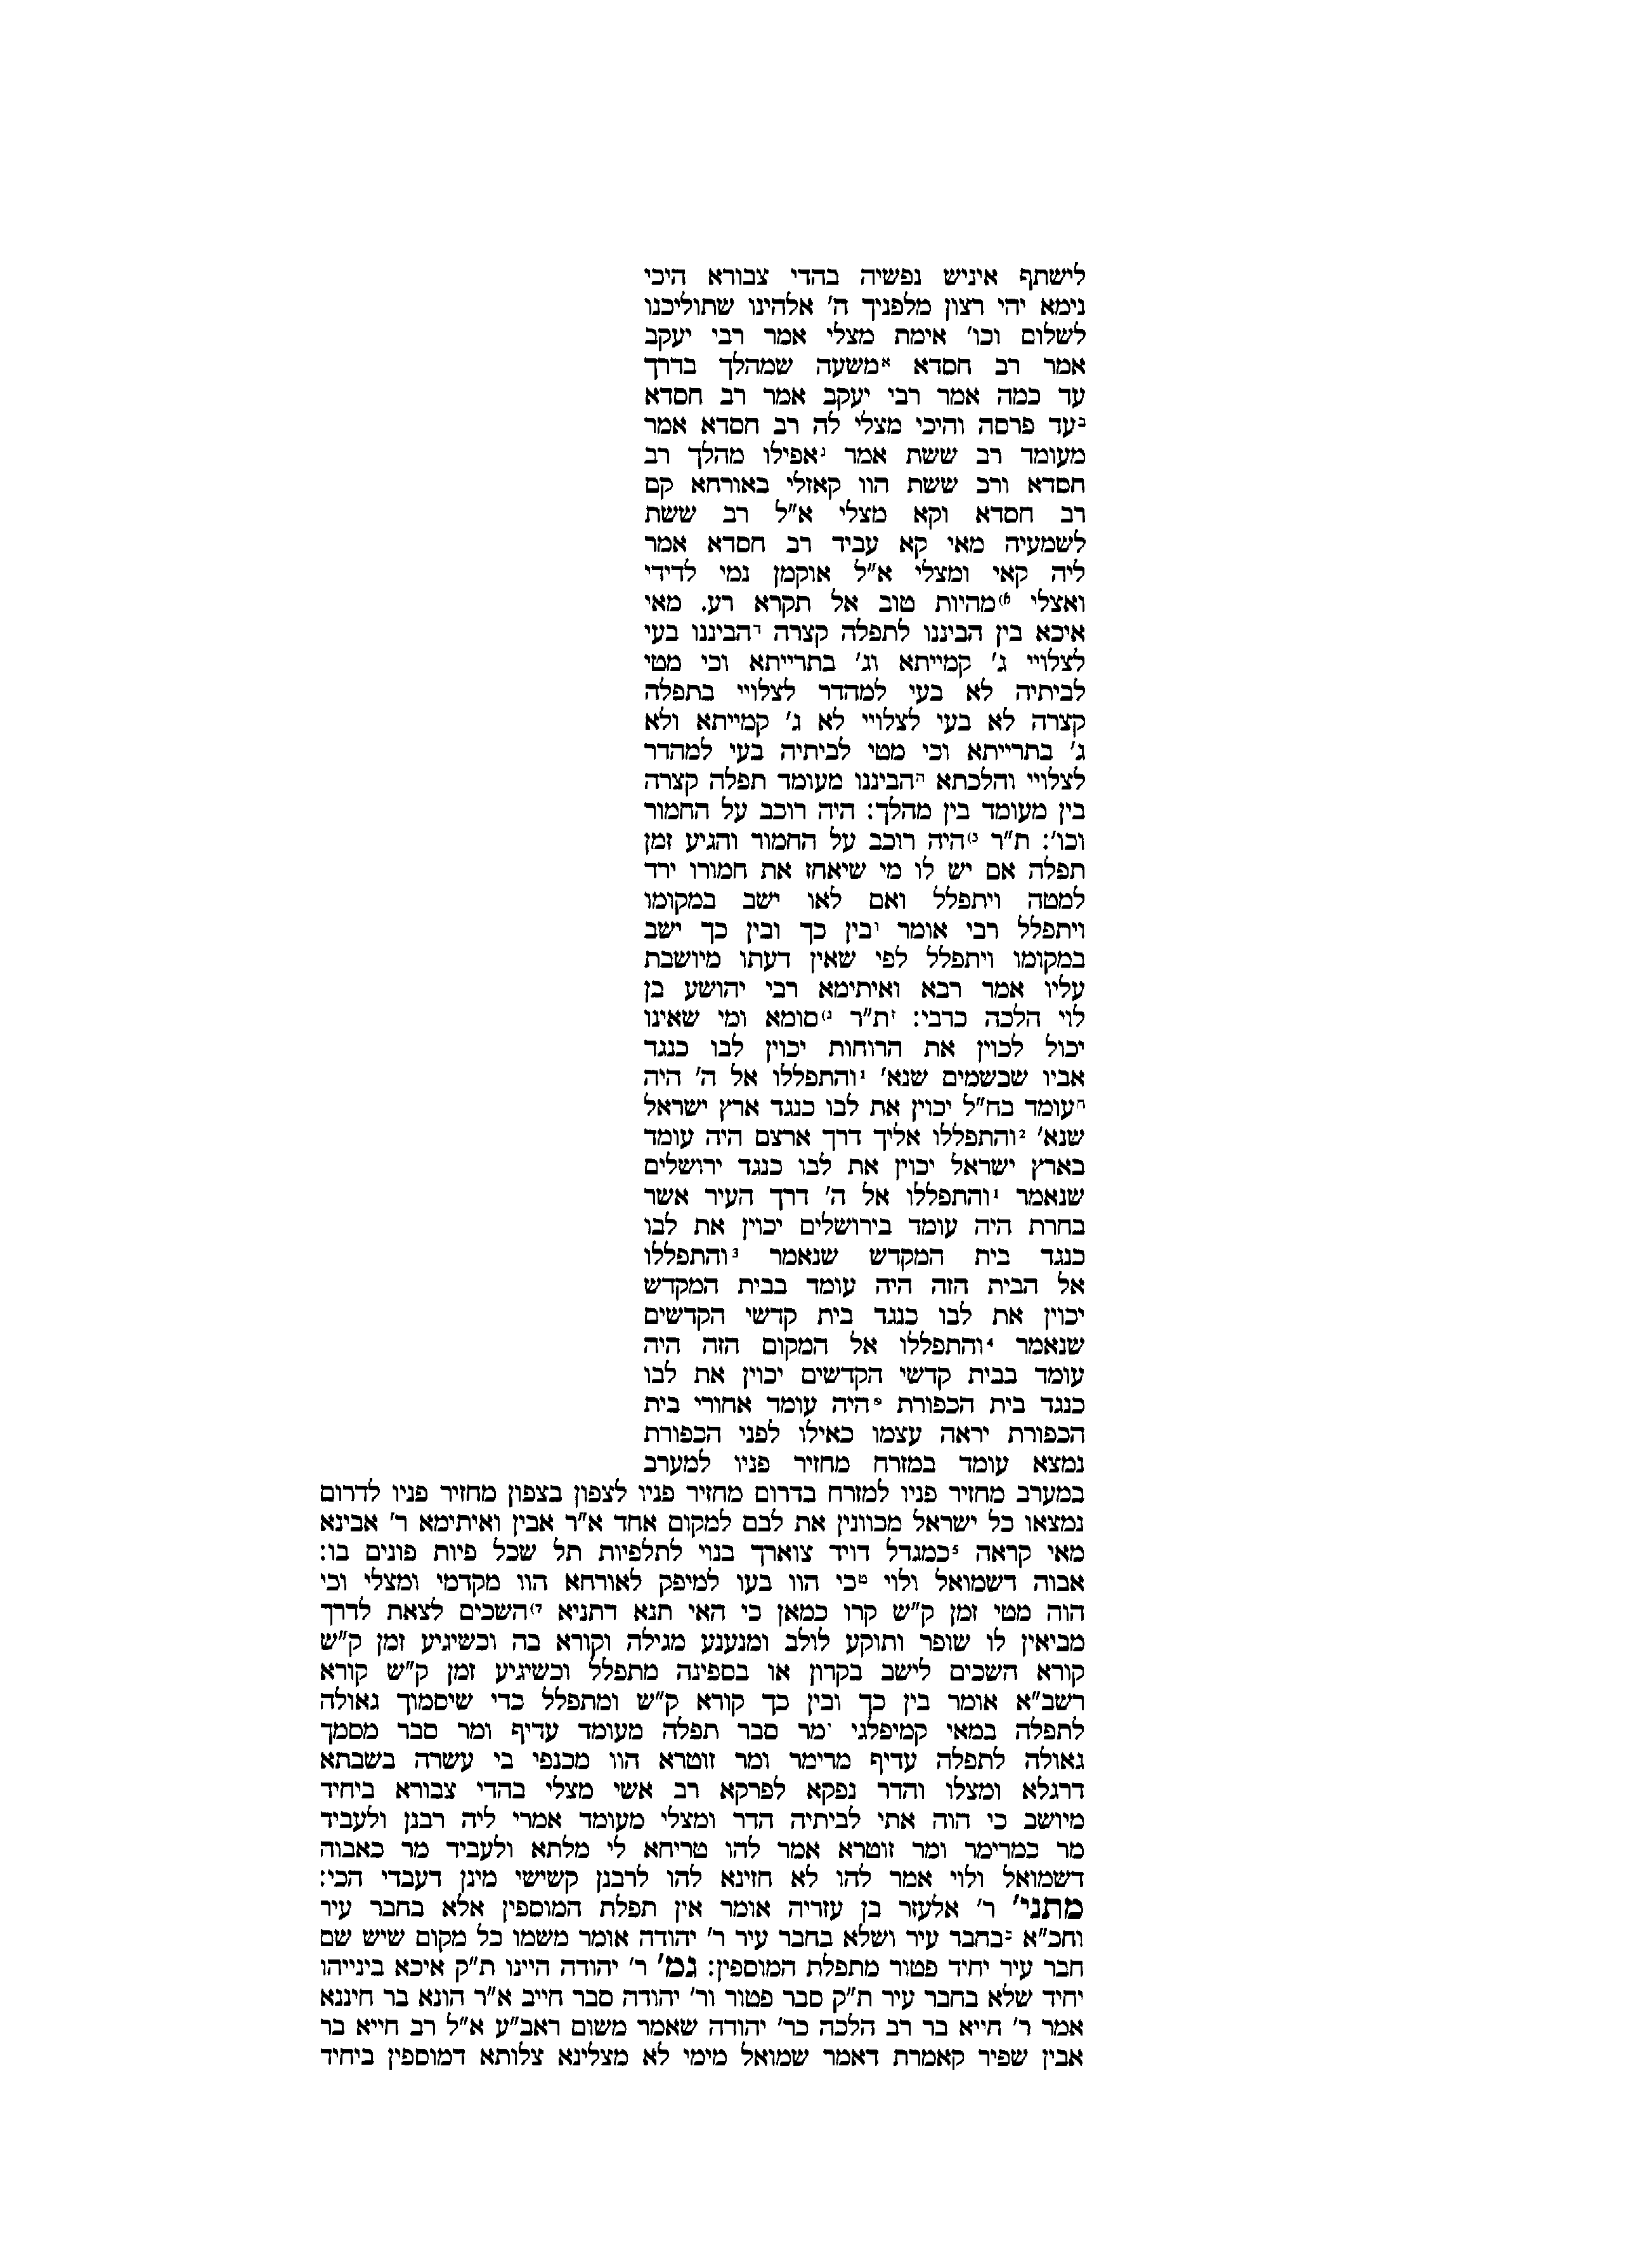 לישתף איניש נפשיה בהדי צבורא היכי
נימא יהי רצון מלפניך ה' אלהינו שתוליכנו
לשלום וכו' אימת מצלי אמר רבי יעקב
אמר רב חסדא אמשעה שמהלך בדרך
עד כמה אמר רבי יעקב אמר רב חסדא
בעד פרסה והיכי מצלי לה רב חסדא אמר
מעומד רב ששת אמר גאפילו מהלך רב
חסדא ורב ששת הוו קאזלי באורחא קם
רב חסדא וקא מצלי א"ל רב ששת
לשמעיה מאי קא עביד רב חסדא אמר
ליה קאי ומצלי א"ל אוקמן נמי לדידי
ואצלי א)מהיות טוב אל תקרא רע. מאי
איכא בין הביננו לתפלה קצרה דהביננו בעי
לצלויי ג' קמייתא וג' בתרייתא וכי מטי
לביתיה לא בעי למהדר לצלויי בתפלה
קצרה לא בעי לצלויי לא ג' קמייתא ולא
ג' בתרייתא וכי מטי לביתיה בעי למהדר
לצלויי והלכתא ההביננו מעומד תפלה קצרה
בין מעומד בין מהלך: היה רוכב על החמור
וכו': ת"ר ב)היה רוכב על החמור והגיע זמן
תפלה אם יש לו מי שיאחז את חמורו ירד
למטה ויתפלל ואם לאו ישב במקומו
ויתפלל רבי אומר ובין כך ובין כך ישב
במקומו ויתפלל לפי שאין דעתו מיושבת
עליו אמר רבא ואיתימא רבי יהושע בן
לוי הלכה כרבי: זת"ר ג)סומא ומי שאינו
יכול לכוין את הרוחות יכוין לבו כנגד
אביו שבשמים שנא' 1והתפללו אל ה' היה
חעומד בח"ל יכוין את לבו כנגד ארץ ישראל
שנא' 2והתפללו אליך דרך ארצם היה עומד
בארץ ישראל יכוין את לבו כנגד ירושלים
שנאמר 1והתפללו אל ה' דרך העיר אשר
בחרת היה עומד בירושלים יכוין את לבו
כנגד בית המקדש שנאמר 3והתפללו
אל הבית הזה היה עומד בבית המקדש
יכוין את לבו כנגד בית קדשי הקדשים
שנאמר 4והתפללו אל המקום הזה היה
עומד בבית קדשי הקדשים יכוין את לבו
כנגד בית הכפורת *היה עומד אחורי בית
הכפורת יראה עצמו כאילו לפני הכפורת
נמצא עומד במזרח מחזיר פניו למערב
במערב מחזיר פניו למזרח בדרום מחזיר פניו לצפון בצפון מחזיר פניו לדרום
נמצאו כל ישראל מכוונין את לבם למקום אחד א"ר אבין ואיתימא ר' אבינא
מאי קראה 5כמגדל דויד צוארך בנוי לתלפיות תל שכל פיות פונים בו:
אבוה דשמואל ולוי טכי הוו בעו למיפק לאורחא הוו מקדמי ומצלי וכי
הוה מטי זמן ק"ש קרו כמאן כי האי תנא דתניא ד)השכים לצאת לדרך
מביאין לו שופר ותוקע לולב ומנענע מגילה וקורא בה וכשיגיע זמן ק"ש
קורא השכים לישב בקרון או בספינה מתפלל וכשיגיע זמן ק"ש קורא
רשב"א אומר בין כך ובין כך קורא ק"ש ומתפלל כדי שיסמוך גאולה
לתפלה במאי קמיפלגי ימר סבר תפלה מעומד עדיף ומר סבר מסמך
גאולה לתפלה עדיף מרימר ומר זוטרא הוו מכנפי בי עשרה בשבתא
דרגלא ומצלו והדר נפקא לפרקא רב אשי מצלי בהדי צבורא ביחיד
מיושב כי הוה אתי לביתיה הדר ומצלי מעומד אמרי ליה רבנן ולעביד
מר כמרימר ומר זוטרא אמר להו טריחא לי מלתא ולעביד מר כאבוה
דשמואל ולוי אמר להו לא חזינא להו לרבנן קשישי מינן דעבדי הכי:
מתני' ר' אלעזר בן עזריה אומר אין תפלת המוספין אלא בחבר עיר
וחכ"א כבחבר עיר ושלא בחבר עיר ר' יהודה אומר משמו כל מקום שיש שם
חבר עיר יחיד פטור מתפלת המוספין: גמ' ר' יהודה היינו ת"ק איכא בינייהו
יחיד שלא בחבר עיר ת"ק סבר פטור ור' יהודה סבר חייב א"ר הונא בר חיננא
אמר ר' חייא בר רב הלכה כר' יהודה שאמר משום ראב"ע א"ל רב חייא בר
אבין שפיר קאמרת דאמר שמואל מימי לא מצלינא צלותא דמוספין ביחיד